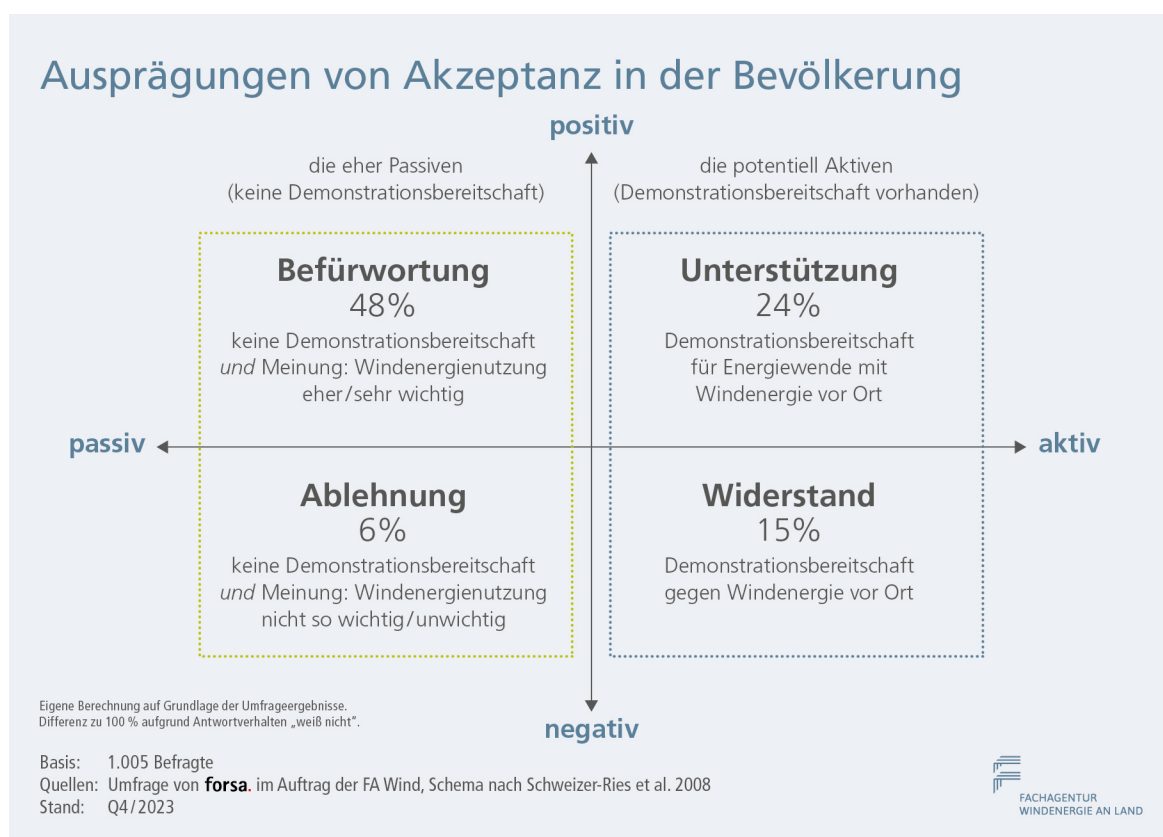 Ausprägungen von Akzeptanz in der Bevölkerung
positiv
die eher Passiven
(keine Demonstrationsbereitschaft)
die potentiell Aktiven
(Demonstrationsbereitschaft vorhanden)
Befürwortung
48%
keine Demonstrationsbereitschaft
und Meinung: Windenergienutzung
eher/sehr wichtig
Unterstützung
24%
Demonstrationsbereitschaft
für Energiewende mit
Windenergie vor Ort
passiv
aktiv
Ablehnung
6%
keine Demonstrationsbereitschaft
und Meinung: Windenergienutzung
nicht so wichtig/unwichtig
Widerstand
15%
Demonstrationsbereitschaft
gegen Windenergie vor Ort
negativ
Eigene Berechnung auf Grundlage der Umfrageergebnisse.
Differenz zu 100 % aufgrund Antwortverhalten „weiß nicht“.
Basis: 1.005 Befragte
Quellen: Umfrage von forsa. im Auftrag der FA Wind, Schema nach Schweizer-Ries et al. 2008
Stand: Q4/2023
FACHAGENTUR
WINDENERGIE AN LAND